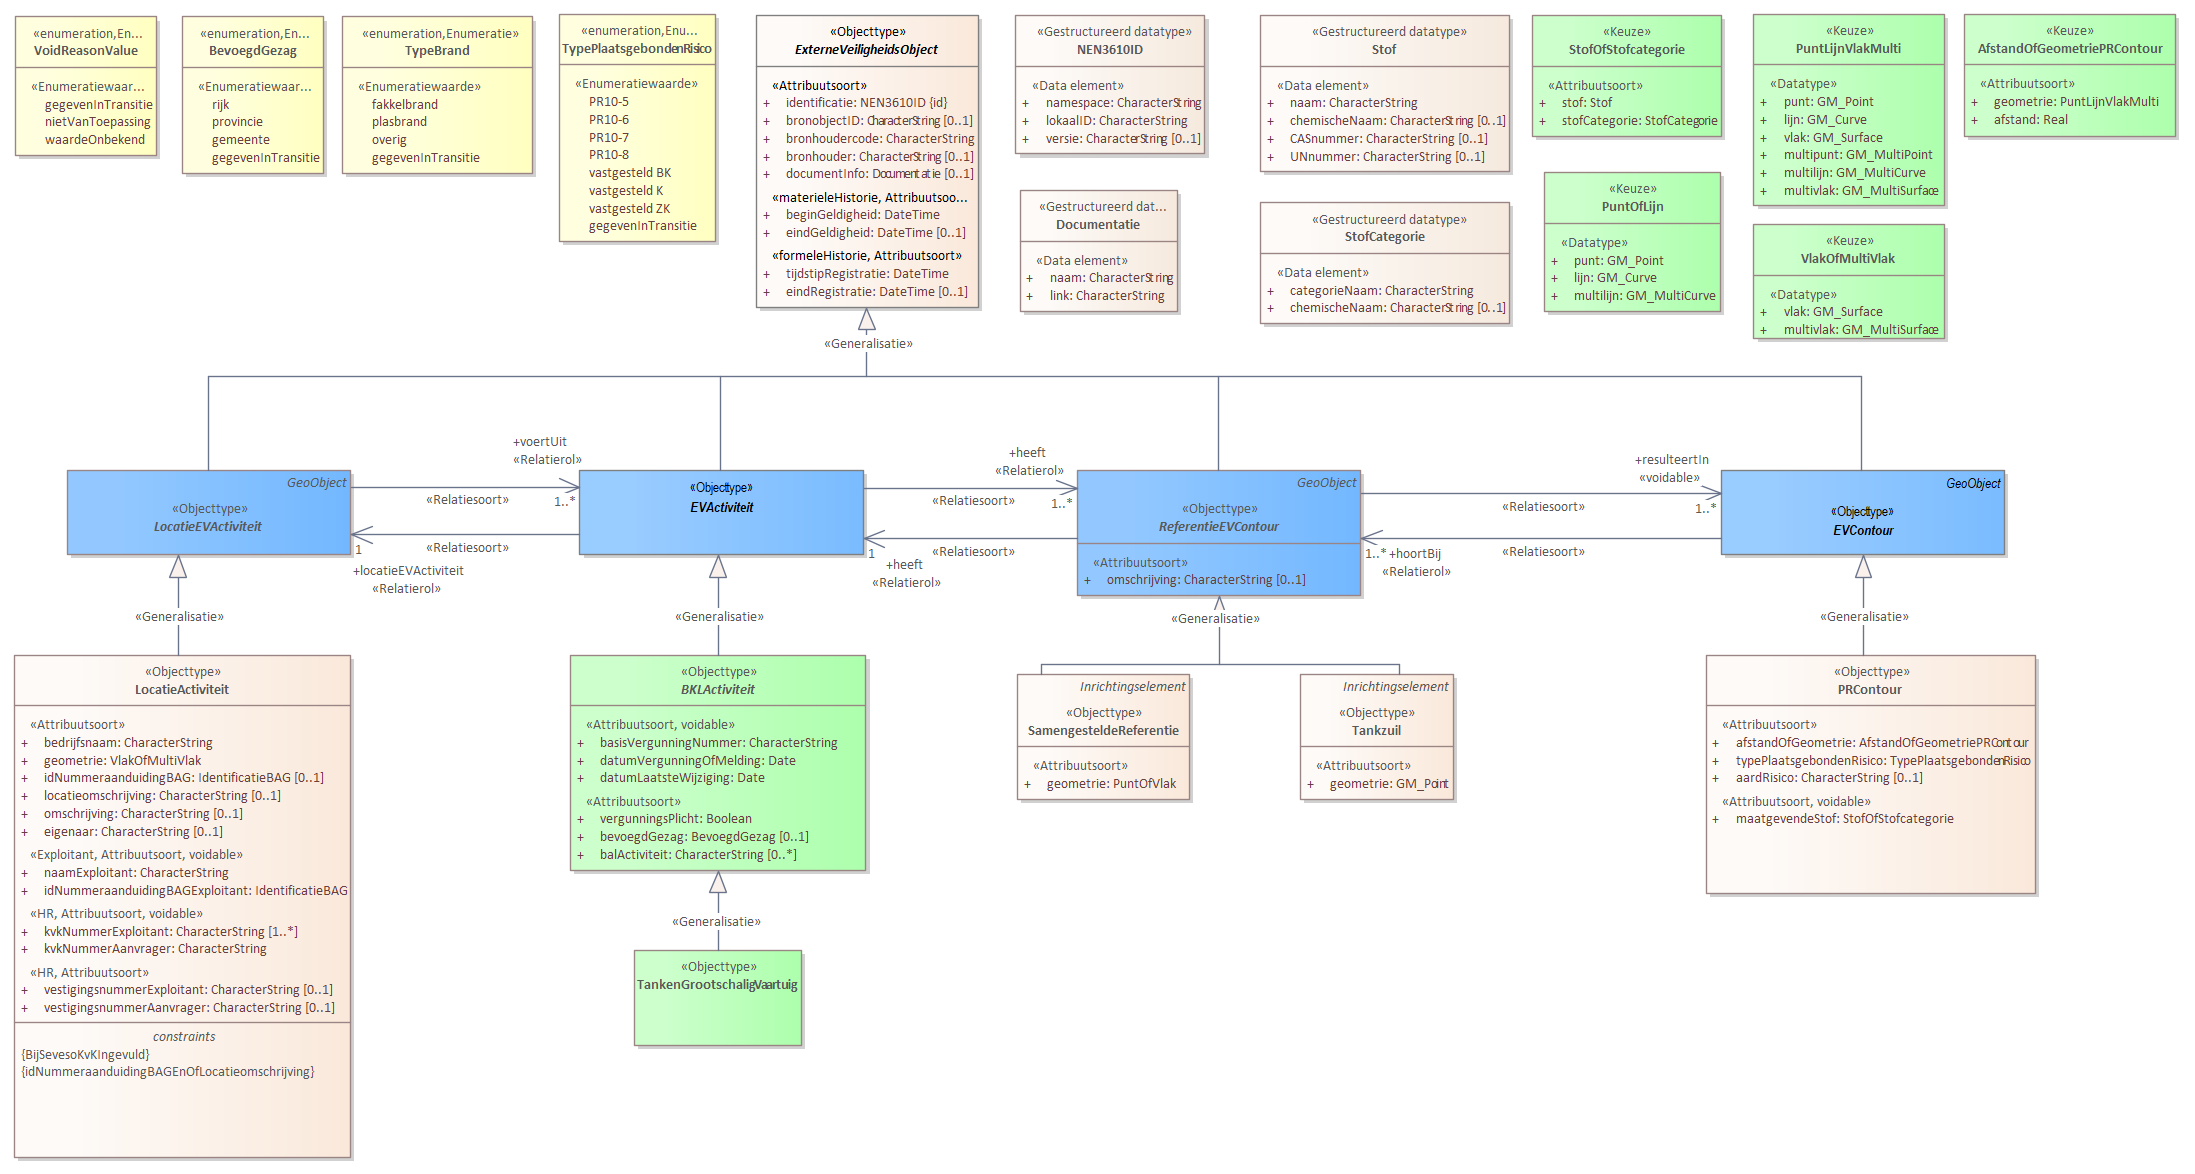 «enumeration,En...
VoidReasonValue
«Enumeratiewaar...
gegevenInTransitie
nietVanToepassing
waardeOnbekend
«enumeration,En...
BevoegdGezag
«Enumeratiewaar...
rijk
provincie
gemeente
gegevenInTransitie
«enumeration,Enumeratie»
TypeBrand
«Enumeratiewaarde»
fakkelbrand
plasbrand
overig
gegevenInTransitie
«enumeration,Enu...
TypePlaatsgebondenRisico
«Enumeratiewaarde»
PR10-5
PR10-6
PR10-7
PR10-8
vastgesteld BK
vastgesteld K
vastgesteld ZK
gegevenInTransitie
«Objecttype»
ExterneVeiligheidsObject
«Attribuutsoort»
+ identificatie: NEN3610ID {id}
+ bronobjectID: CharacterString [0..1]
+ bronhoudercode: CharacterString
+ bronhouder: CharacterString [0..1]
+ documentInfo: Documentatie [0..1]
«materieleHistorie, Attribuutsoo...
+ beginGeldigheid: DateTime
+ eindGeldigheid: DateTime [0..1]
«formeleHistorie, Attribuutsoort»
+ tijdstipRegistratie: DateTime
+ eindRegistratie: DateTime [0..1]
«Gestructureerd datatype»
NEN3610ID
«Data element»
+ namespace: CharacterString
+ lokaalID: CharacterString
+ versie: CharacterString [0..1]
«Gestructureerd dat...
Documentatie
«Data element»
+ naam: CharacterString
+ link: CharacterString
«Gestructureerd datatype»
Stof
«Data element»
+ naam: CharacterString
+ chemischeNaam: CharacterString [0..1]
+ CASnummer: CharacterString [0..1]
+ UNnummer: CharacterString [0..1]
«Gestructureerd datatype»
StofCategorie
«Data element»
+ categorieNaam: CharacterString
+ chemischeNaam: CharacterString [0..1]
«Keuze»
StofOfStofcategorie
«Attribuutsoort»
+ stof: Stof
+ stofCategorie: StofCategorie
«Keuze»
PuntOfLijn
«Datatype»
+ punt: GM_Point
+ lijn: GM_Curve
+ multilijn: GM_MultiCurve
«Keuze»
PuntLijnVlakMulti
«Datatype»
+ punt: GM_Point
+ lijn: GM_Curve
+ vlak: GM_Surface
+ multipunt: GM_MultiPoint
+ multilijn: GM_MultiCurve
+ multivlak: GM_MultiSurface
«Keuze»
VlakOfMultiVlak
«Datatype»
+ vlak: GM_Surface
+ multivlak: GM_MultiSurface
«Keuze»
AfstandOfGeometriePRContour
«Attribuutsoort»
+ geometrie: PuntLijnVlakMulti
+ afstand: Real
«Generalisatie»
GeoObject
«Objecttype»
LocatieEVActiviteit
+voertUit
«Relatierol»
«Relatiesoort»
1..*
1
«Relatiesoort»
+locatieEVActiviteit
«Relatierol»
«Objecttype»
EVActiviteit
+heeft
«Relatierol»
«Relatiesoort»
1..*
1
«Relatiesoort»
+heeft
«Relatierol»
GeoObject
«Objecttype»
ReferentieEVContour
«Attribuutsoort»
+ omschrijving: CharacterString [0..1]
+resulteertIn
«voidable»
«Relatiesoort»
1..*
1..* +hoortBij
«Relatierol»
«Relatiesoort»
GeoObject
«Objecttype»
EVContour
«Generalisatie»
«Generalisatie»
«Generalisatie»
«Generalisatie»
«Objecttype»
LocatieActiviteit
«Attribuutsoort»
+ bedrijfsnaam: CharacterString
+ geometrie: VlakOfMultiVlak
+ idNummeraanduidingBAG: IdentificatieBAG [0..1]
+ locatieomschrijving: CharacterString [0..1]
+ omschrijving: CharacterString [0..1]
+ eigenaar: CharacterString [0..1]
«Exploitant, Attribuutsoort, voidable»
+ naamExploitant: CharacterString
+ idNummeraanduidingBAGExploitant: IdentificatieBAG
«HR, Attribuutsoort, voidable»
+ kvkNummerExploitant: CharacterString [1..*]
+ kvkNummerAanvrager: CharacterString
«HR, Attribuutsoort»
+ vestigingsnummerExploitant: CharacterString [0..1]
+ vestigingsnummerAanvrager: CharacterString [0..1]
constraints
{BijSevesoKvKIngevuld}
{idNummeraanduidingBAGEnOfLocatieomschrijving}
«Objecttype»
BKLActiviteit
«Attribuutsoort, voidable»
+ basisVergunningNummer: CharacterString
+ datumVergunningOfMelding: Date
+ datumLaatsteWijziging: Date
«Attribuutsoort»
+ vergunningsPlicht: Boolean
+ bevoegdGezag: BevoegdGezag [0..1]
+ balActiviteit: CharacterString [0..*]
«Generalisatie»
«Objecttype»
TankenGrootschaligVaartuig
Inrichtingselement
«Objecttype»
SamengesteldeReferentie
«Attribuutsoort»
+ geometrie: PuntOfVlak
Inrichtingselement
«Objecttype»
Tankzuil
«Attribuutsoort»
+ geometrie: GM_Point
«Objecttype»
PRContour
«Attribuutsoort»
+ afstandOfGeometrie: AfstandOfGeometriePRContour
+ typePlaatsgebondenRisico: TypePlaatsgebondenRisico
+ aardRisico: CharacterString [0..1]
«Attribuutsoort, voidable»
+ maatgevendeStof: StofOfStofcategorie